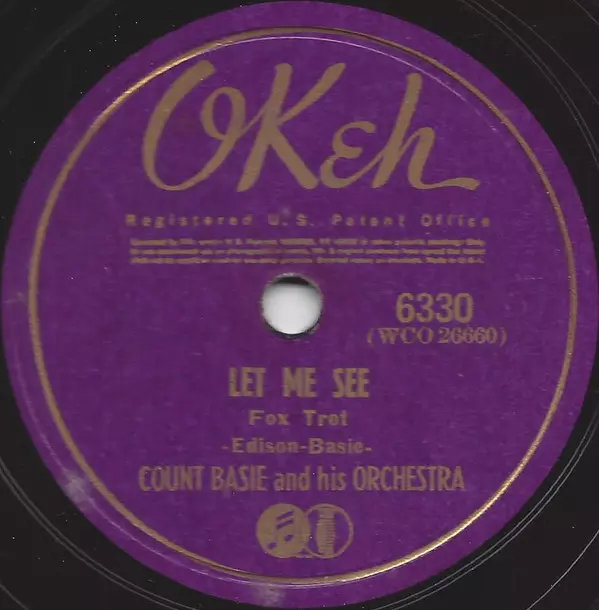 OKeh
Registered U.S. Patent Office
6330
(WCO 26660)
LET ME SEE
Fox Trot
-Edison-Basie-
COUNT BASIE and his ORCHESTRA